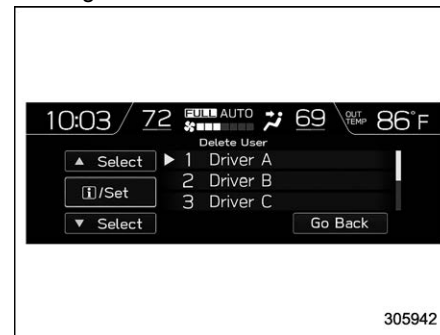 10:03 72 FULL AUTO 69 OUT TEMP 86°F
Delete User
▲ Select ▶ 1 Driver A
i/Set 2 Driver B
3 Driver C
▼ Select Go Back
305942